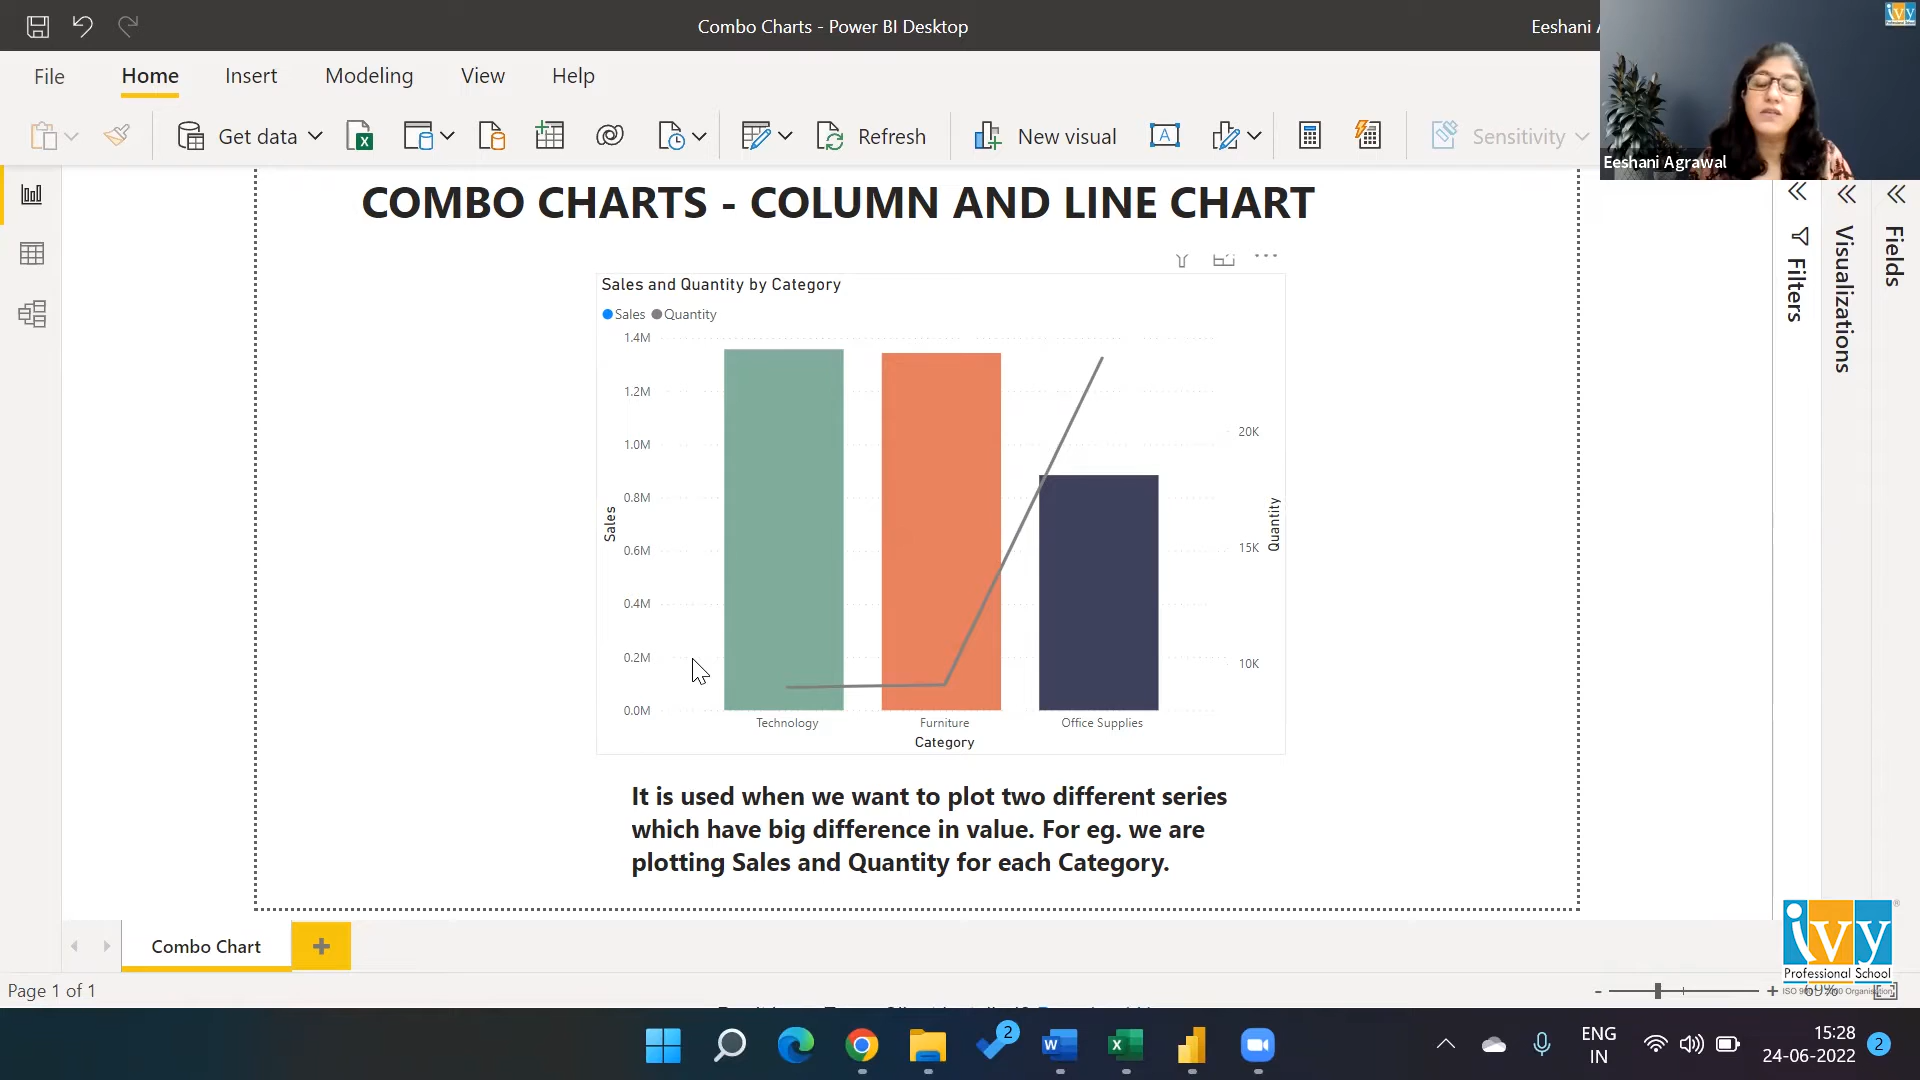 Combo Charts - Power BI Desktop
Eeshani
ivy
File Home Insert Modeling View Help
Get data
Refresh
New visual
Sensitivity
Eeshani Agrawal
COMBO CHARTS - COLUMN AND LINE CHART
Filters
Visualizations
Fields
Sales and Quantity by Category
Sales Quantity
1.4M
1.2M
1.0M
0.8M
0.6M
0.4M
0.2M
0.0M
Sales
20K
15K
10K
Quantity
Technology Furniture Office Supplies
Category
It is used when we want to plot two different series
which have big difference in value. For eg. we are
plotting Sales and Quantity for each Category.
Combo Chart
Page 1 of 1
ivy
Professional School
69%
2
ENG
IN
15:28
24-06-2022
2